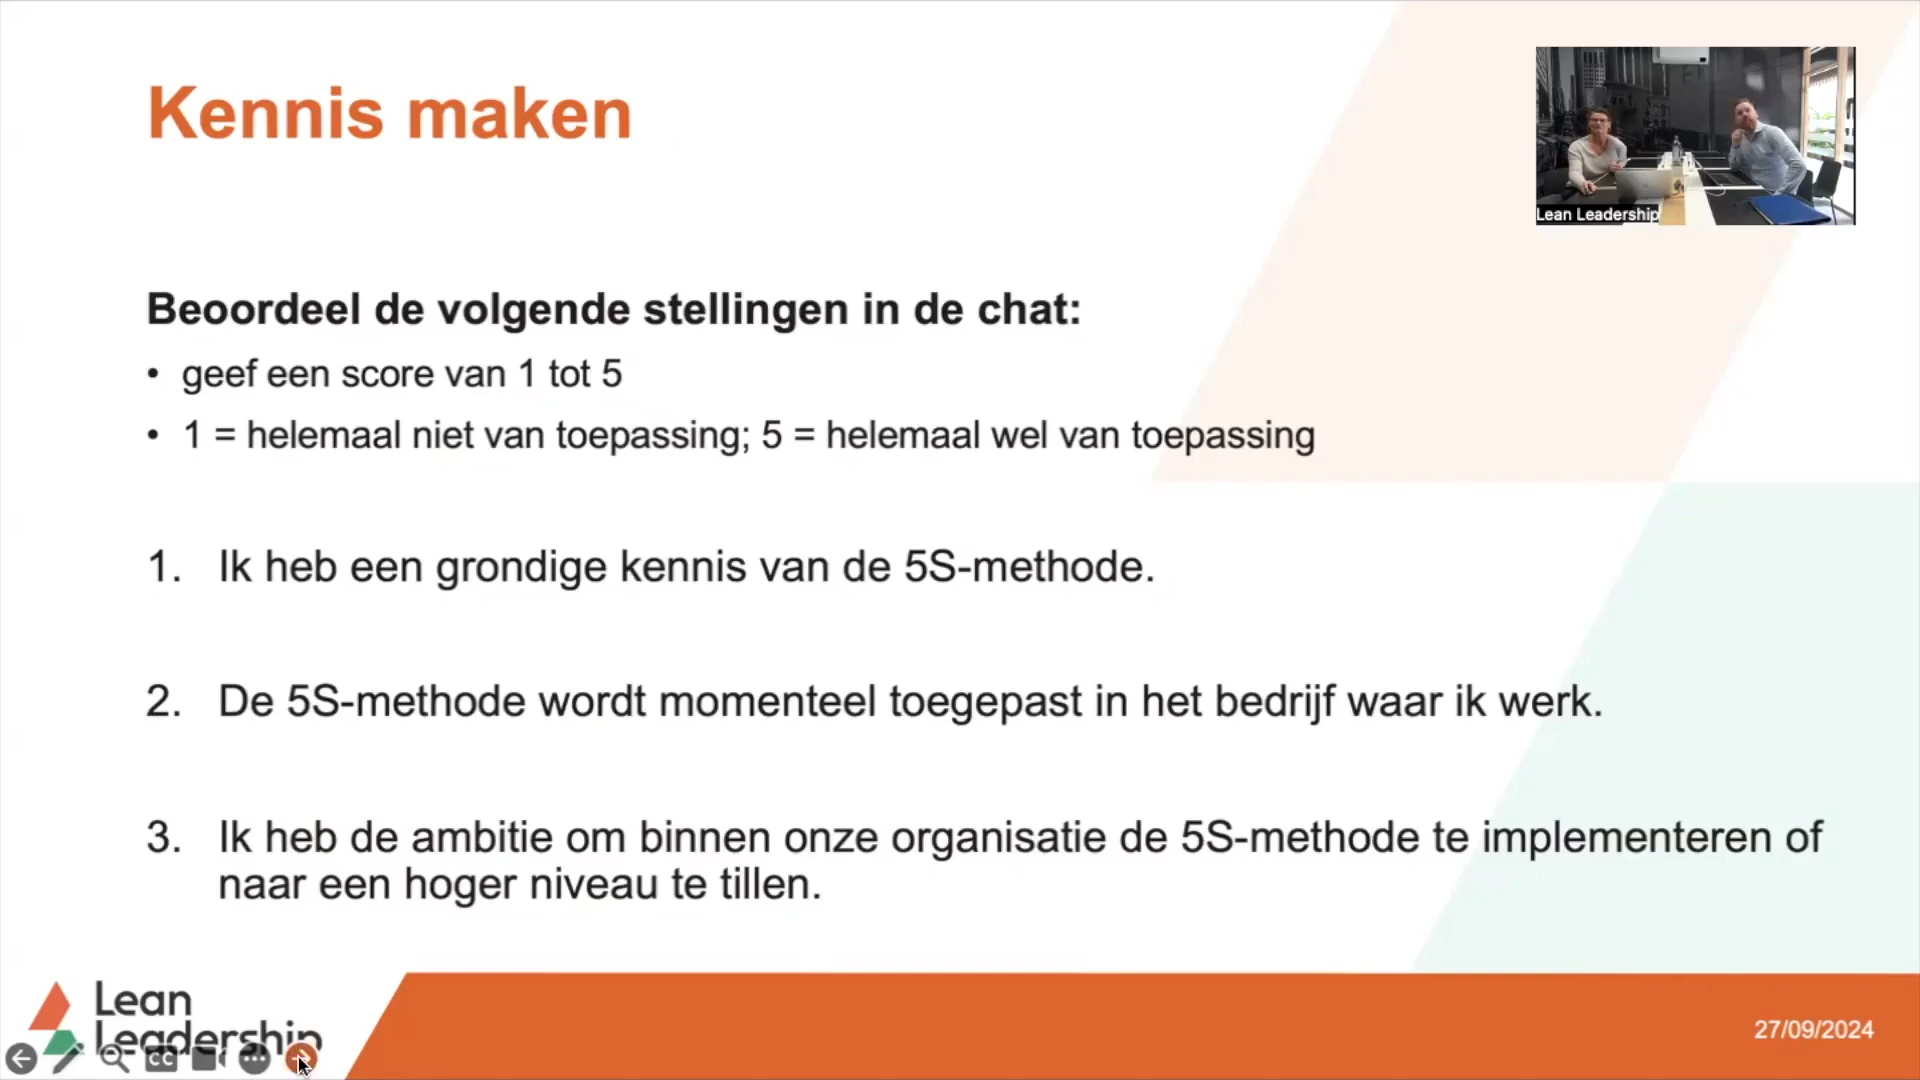 Kennis maken
Lean Leadership
Beoordeel de volgende stellingen in de chat:
• geef een score van 1 tot 5
• 1 = helemaal niet van toepassing; 5 = helemaal wel van toepassing
1. Ik heb een grondige kennis van de 5S-methode.
2. De 5S-methode wordt momenteel toegepast in het bedrijf waar ik werk.
3. Ik heb de ambitie om binnen onze organisatie de 5S-methode te implementeren of
naar een hoger niveau te tillen.
Lean
Leadership
CC
27/09/2024